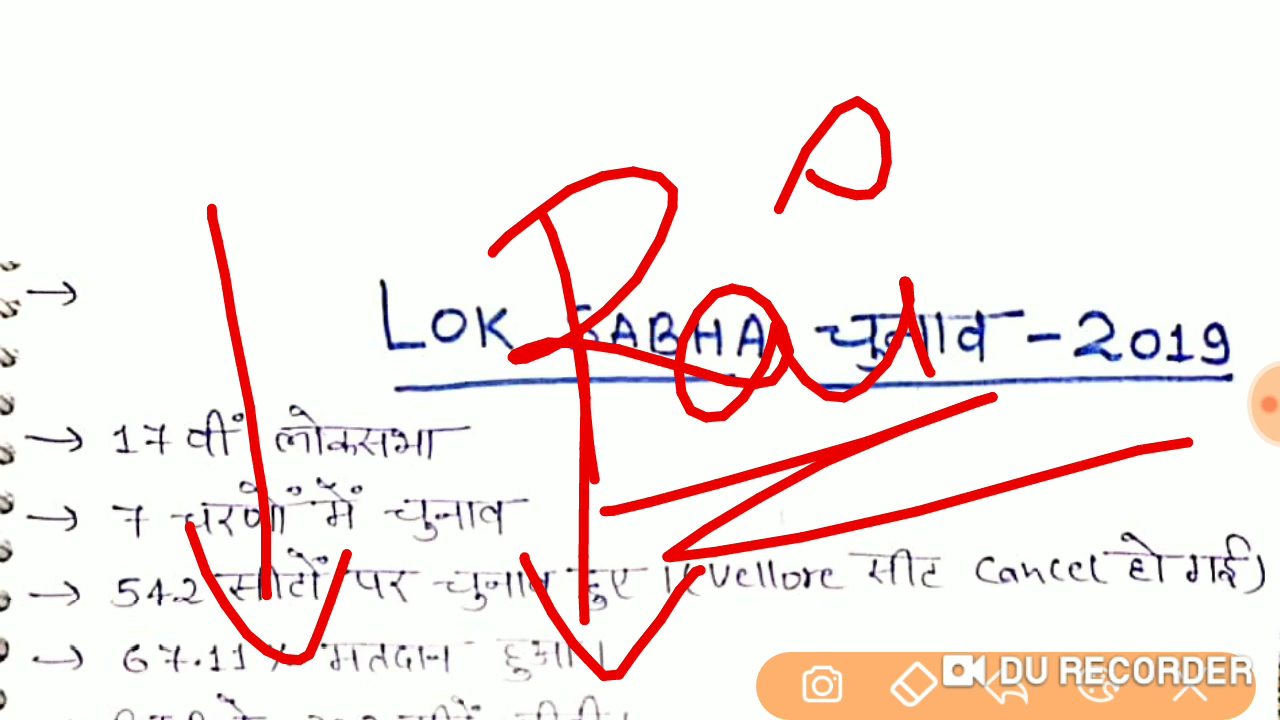 →
LOK SABHA चुनाव - 2019
→ 17 वीं लोकसभा
→ 7 चरणों में चुनाव
→ 542 सीटों पर चुनाव हुए । (Vellore सीट Cancel हो गई)
→ 67.11% मतदान हुआ।
DU RECORDER